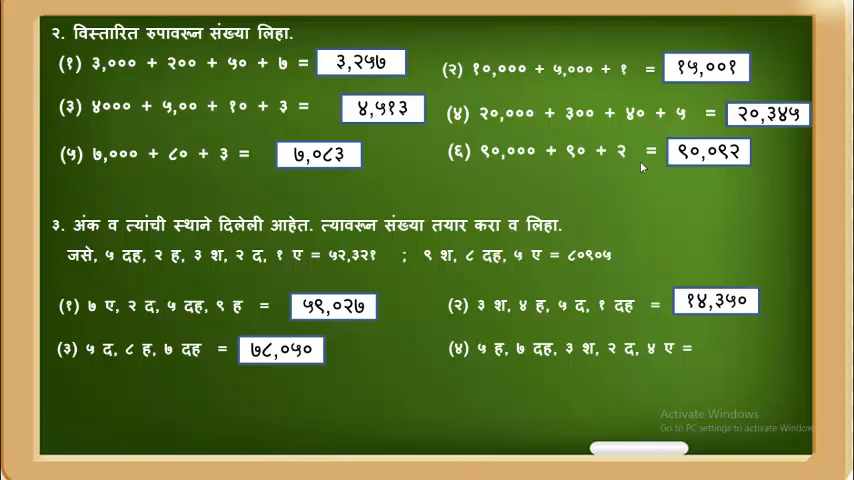 २. विस्तारित रुपावरून संख्या लिहा.
(१) ३,००० + २०० + ५० + ७ = ३,२५७
(२) १०,००० + ५,००० + १ = १५,००१
(३) ४००० + ५,०० + १० + ३ = ४,५१३
(४) २०,००० + ३०० + ४० + ५ = २०,३४५
(५) ७,००० + ८० + ३ = ७,०८३
(६) ९०,००० + ९० + २ = ९०,०९२
३. अंक व त्यांची स्थाने दिलेली आहेत. त्यावरून संख्या तयार करा व लिहा.
जसे, ५ दह, २ ह, ३ श, २ द, १ ए = ५२,३२१ ; ९ श, ८ दह, ५ ए = ८०९०५
(१) ७ ए, २ द, ५ दह, ९ ह = ५९,०२७
(२) ३ श, ४ ह, ५ द, १ दह = १४,३५०
(३) ५ द, ८ ह, ७ दह = ७८,०५०
(४) ५ ह, ७ दह, ३ श, २ द, ४ ए =
Activate Windows
Go to PC settings to activate Window